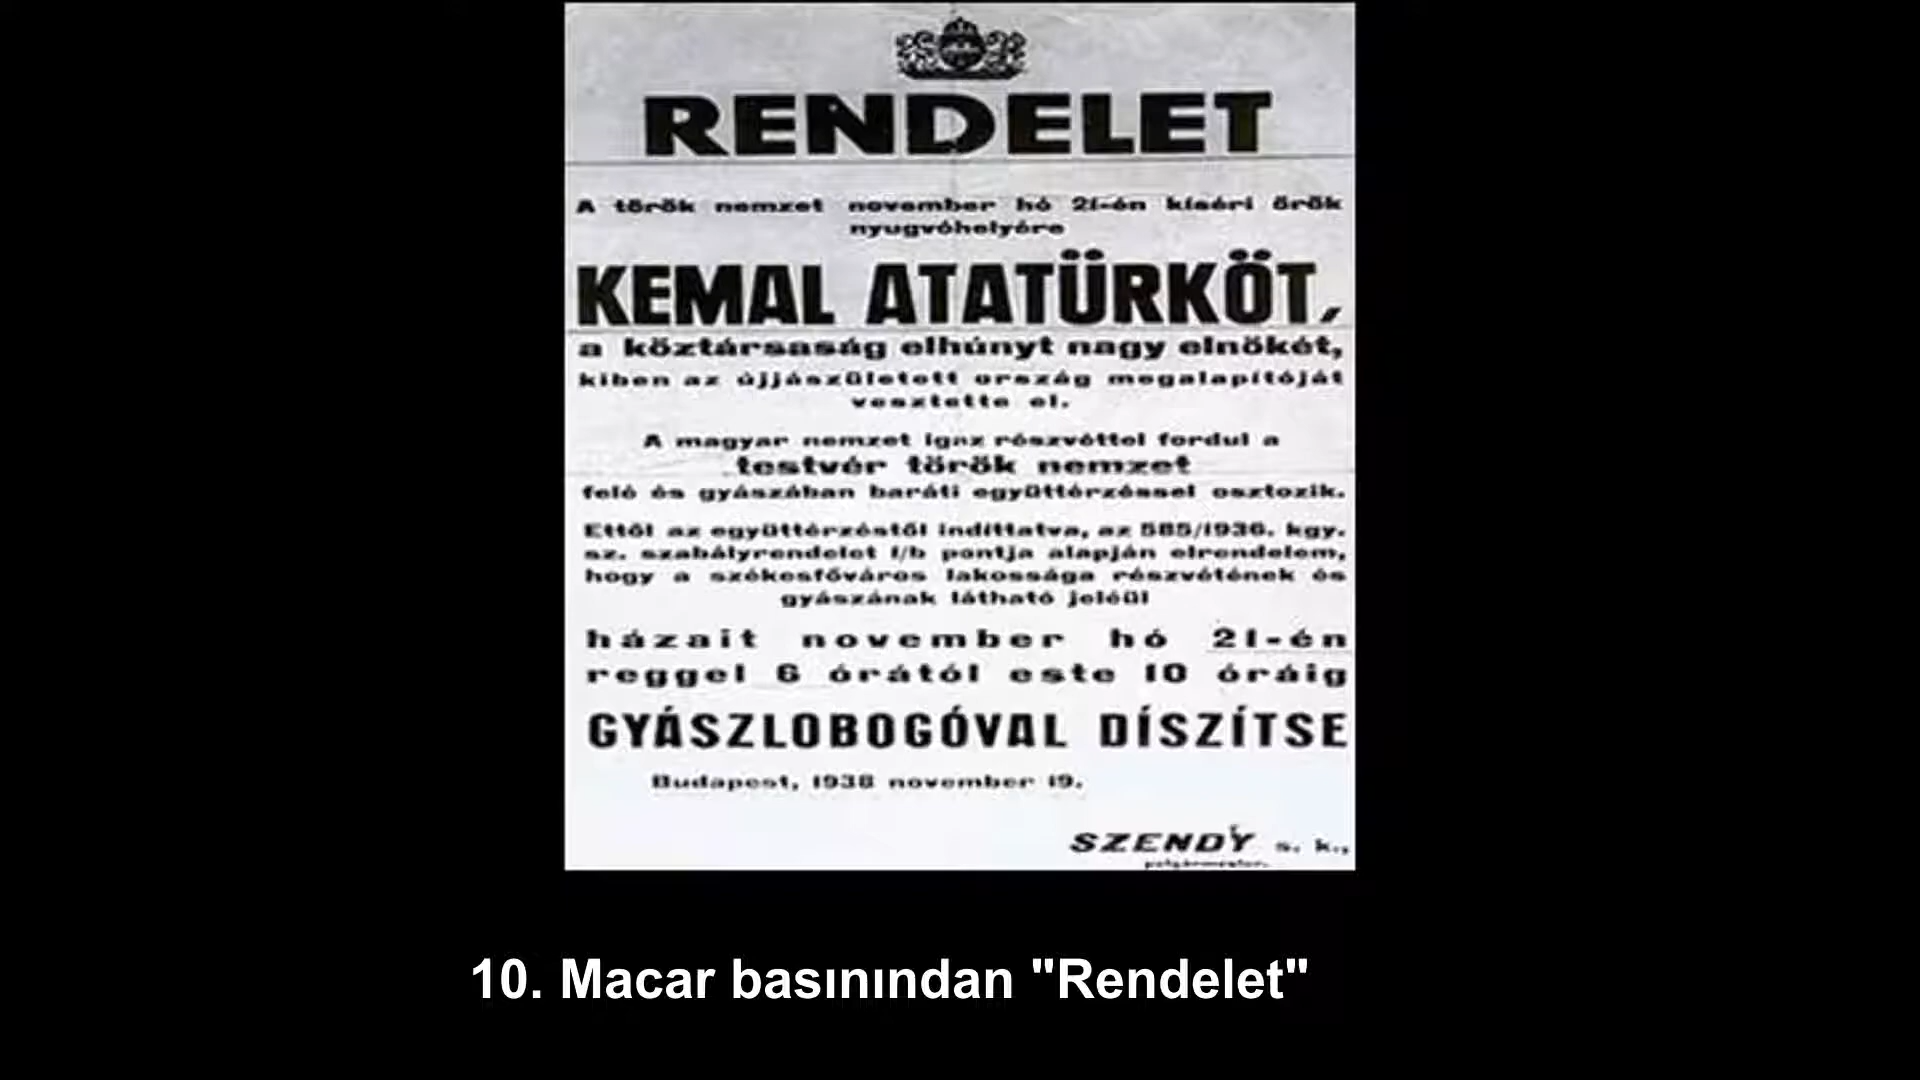 RENDELET
A török nemzet november hó 21-én kíséri örök
nyugvóhelyére
KEMAL ATATÜRKÖT,
a köztársaság elhúnyt nagy elnökét,
kiben az újjászületett ország megalapítóját
vesztette el.
A magyar nemzet igaz részvéttel fordul a
testvér török nemzet
felé és gyászában baráti együttérzéssel osztozik.
Ettől az együttérzéstől indíttatva, az 585/1936. kgy.
sz. szabályrendelet I/b pontja alapján elrendelem,
hogy a székesfőváros lakossága részvétének és
gyászának látható jeléül
házait november hó 21-én
reggel 6 órától este 10 óráig
GYÁSZLOBOGÓVAL DÍSZÍTSE
Budapest, 1938 november 19.
SZENDY s. k.,
polgármester.
10. Macar basınından "Rendelet"